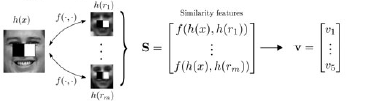 h(x)
f(·,·)
h(r₁)
⋮
f(·,·)
h(rₘ)
Similarity features
S = [ f(h(x), h(r₁)) ⋮ f(h(x), h(rₘ)) ] → v = [ v₁ ⋮ v₅ ]